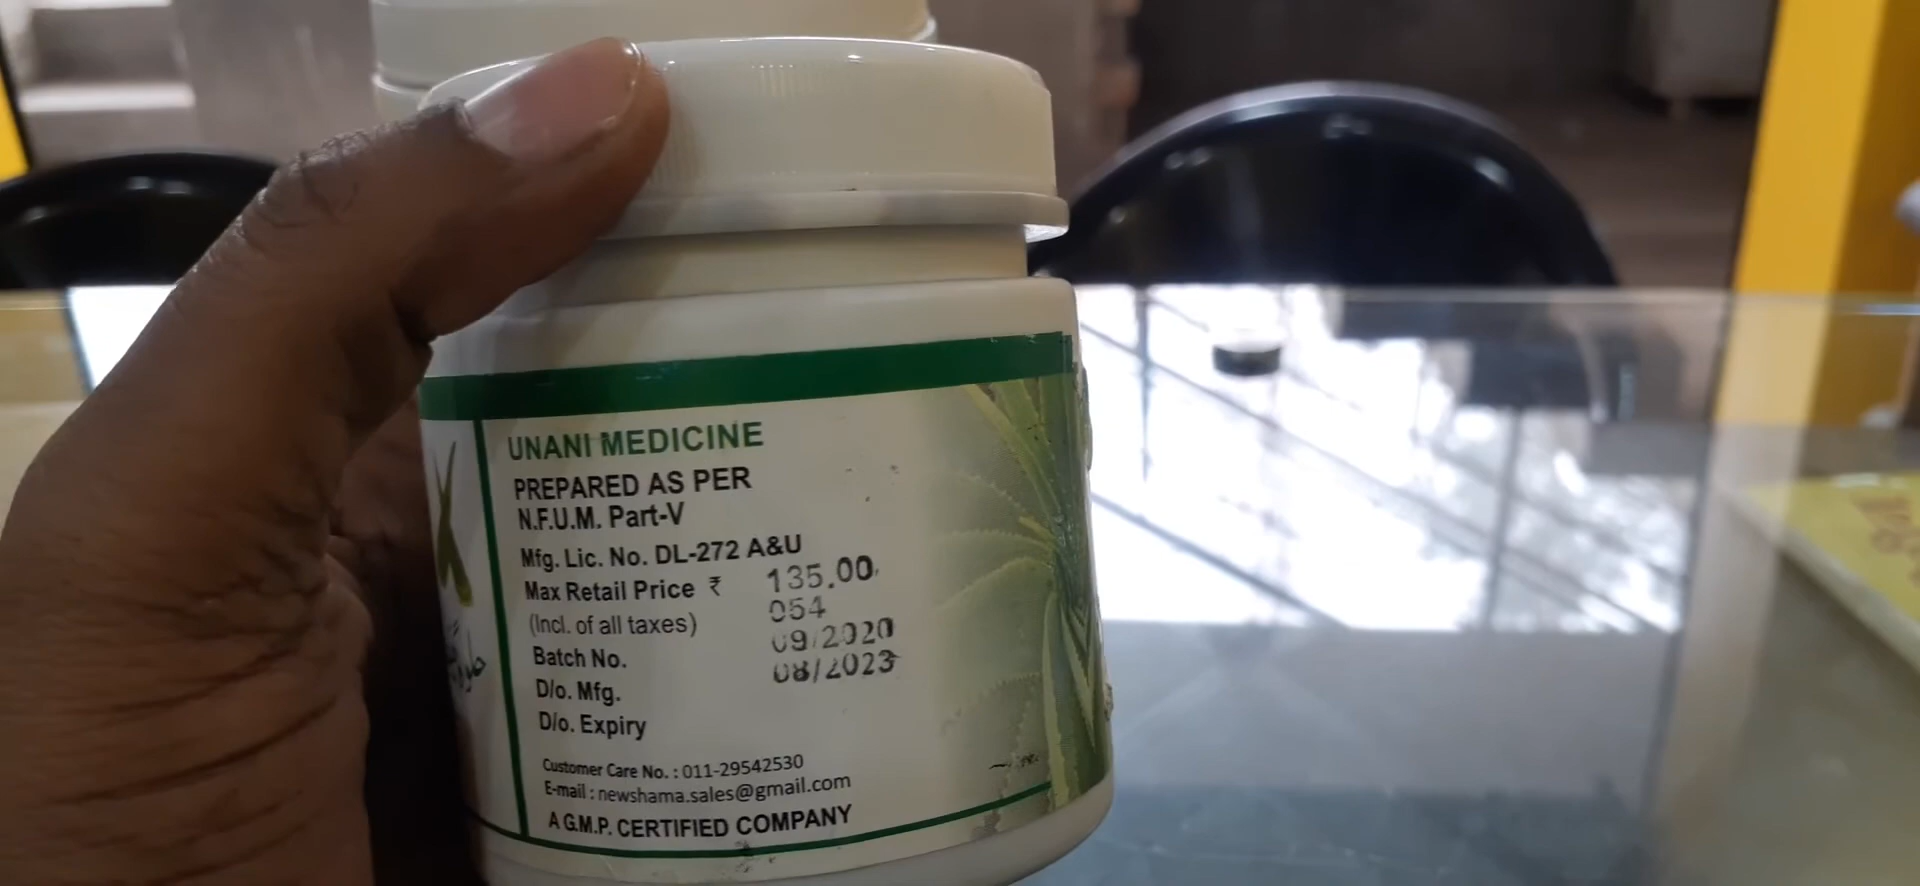 UNANI MEDICINE
PREPARED AS PER
N.F.U.M. Part-V
Mfg. Lic. No. DL-272 A&U
Max Retail Price ₹ 135.00
(Incl. of all taxes) 054
Batch No. 09/2020
D/o. Mfg. 08/2023
D/o. Expiry
Customer Care No. : 011-29542530
E-mail : newshama.sales@gmail.com
A G.M.P. CERTIFIED COMPANY